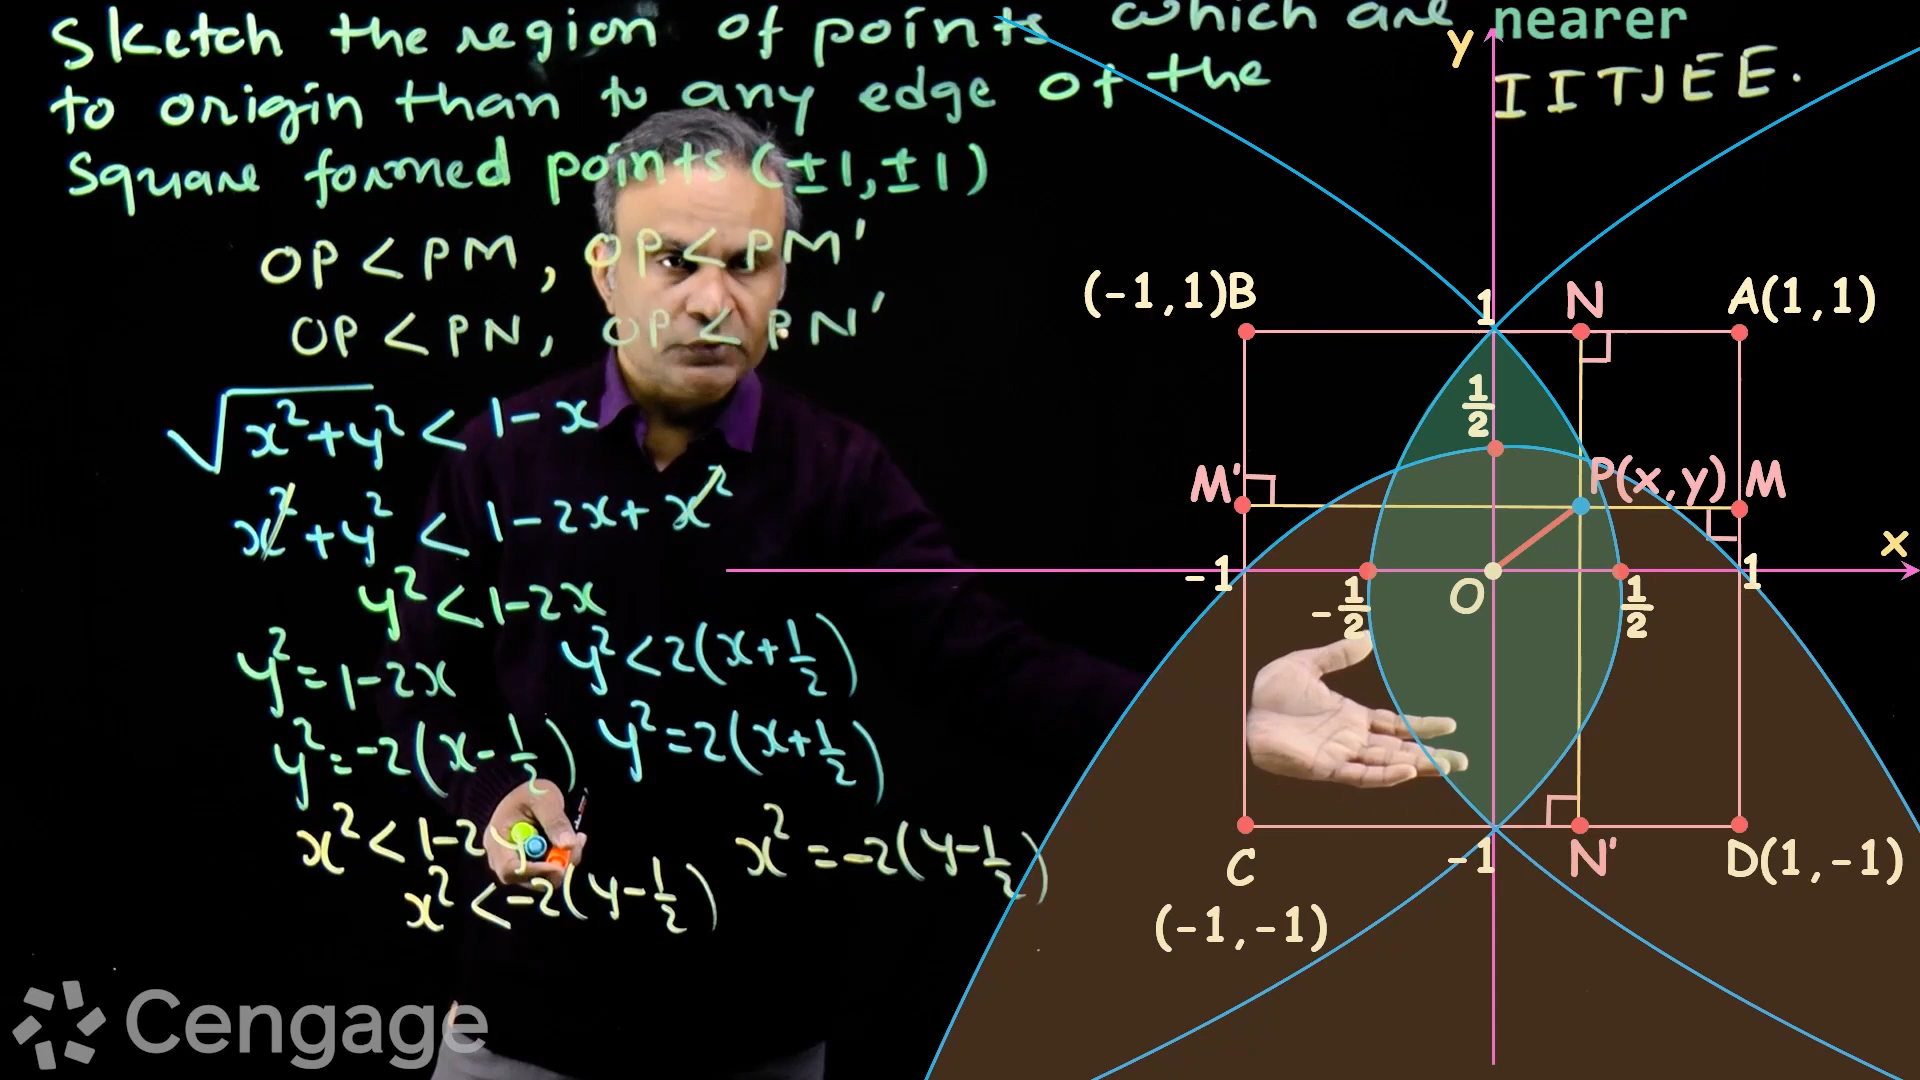 Sketch the region of points which are nearer
to origin than to any edge of the IITJEE.
square formed points (±1, ±1)
OP < PM, OP < PM'
OP < PN, OP < PN'
√(x²+y²) < 1-x
x²+y² < 1-2x+x²
y² < 1-2x
y² = 1-2x y² < 2(x+1/2)
y² = -2(x-1/2) y² = 2(x+1/2)
x² < 1-2y x² = -2(y-1/2)
x² < -2(y-1/2)
Cengage
y
(-1,1)B 1 N A(1,1)
1/2
M' P(x,y) M
x
-1 -1/2 O 1/2 1
C -1 N' D(1,-1)
(-1,-1)